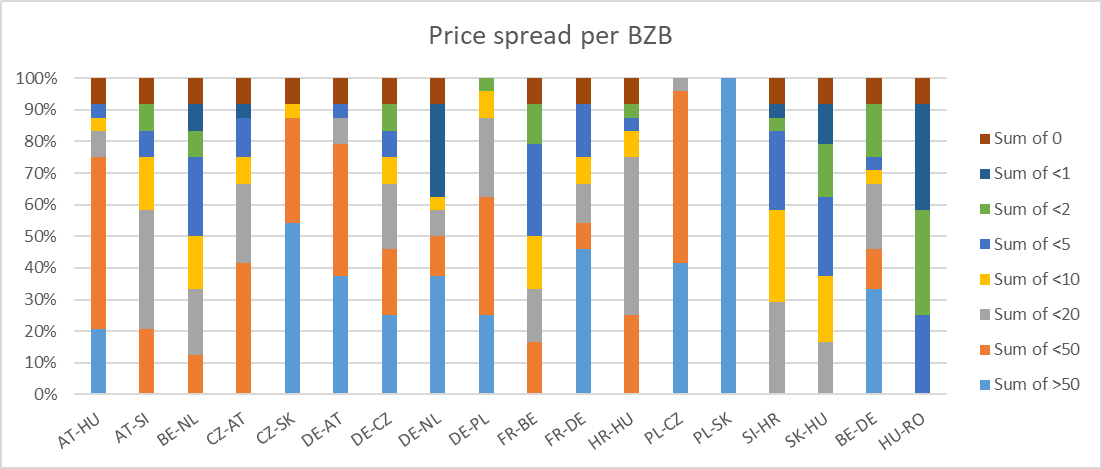 Price spread per BZB
100%
90%
80%
70%
60%
50%
40%
30%
20%
10%
0%
AT-HU
AT-SI
BE-NL
CZ-AT
CZ-SK
DE-AT
DE-CZ
DE-NL
DE-PL
FR-BE
FR-DE
HR-HU
PL-CZ
PL-SK
SI-HR
SK-HU
BE-DE
HU-RO
Sum of 0
Sum of <1
Sum of <2
Sum of <5
Sum of <10
Sum of <20
Sum of <50
Sum of >50